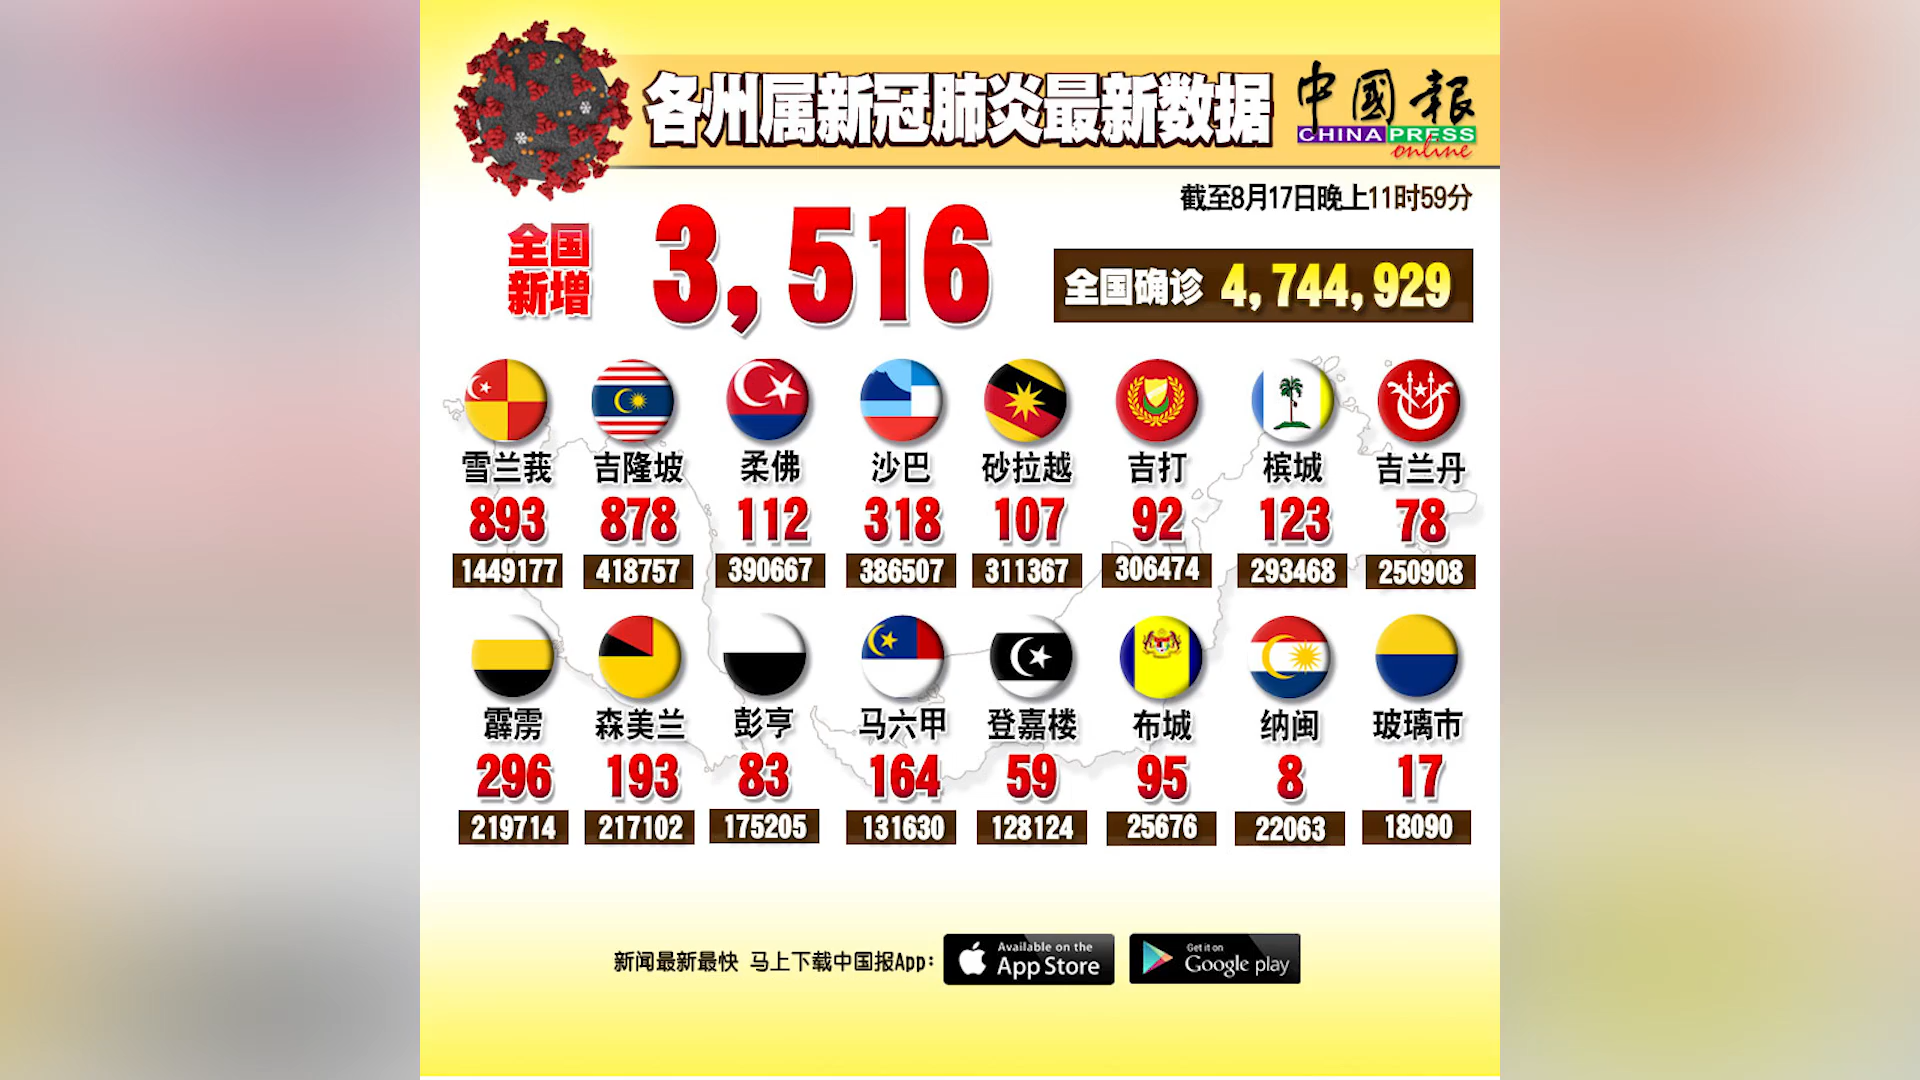 各州属新冠肺炎最新数据
中國報
CHINA PRESS
online
截至8月17日晚上11时59分
全国
新增
3,516
全国确诊 4,744,929
雪兰莪 吉隆坡 柔佛 沙巴 砂拉越 吉打 槟城 吉兰丹
893 878 112 318 107 92 123 78
1449177 418757 390667 386507 311367 306474 293468 250908
霹雳 森美兰 彭亨 马六甲 登嘉楼 布城 纳闽 玻璃市
296 193 83 164 59 95 8 17
219714 217102 175205 131630 128124 25676 22063 18090
新闻最新最快 马上下载中国报App:
Available on the
App Store
Get it on
Google play